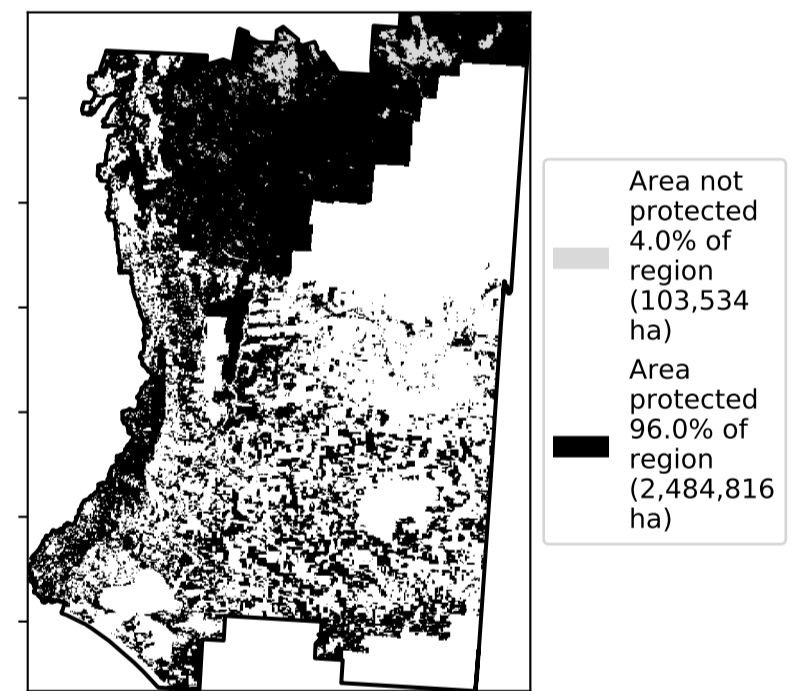 Area not
protected
4.0% of
region
(103,534
ha)
Area
protected
96.0% of
region
(2,484,816
ha)